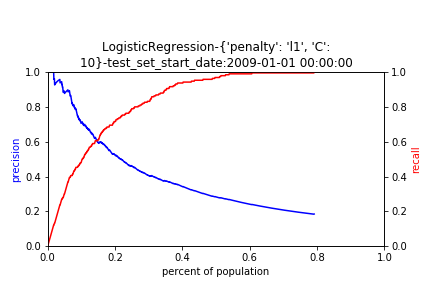 LogisticRegression-{'penalty': 'l1', 'C':
10}-test_set_start_date:2009-01-01 00:00:00
1.0
0.8
0.6
0.4
0.2
0.0
precision
1.0
0.8
0.6
0.4
0.2
0.0
recall
0.0 0.2 0.4 0.6 0.8 1.0
percent of population